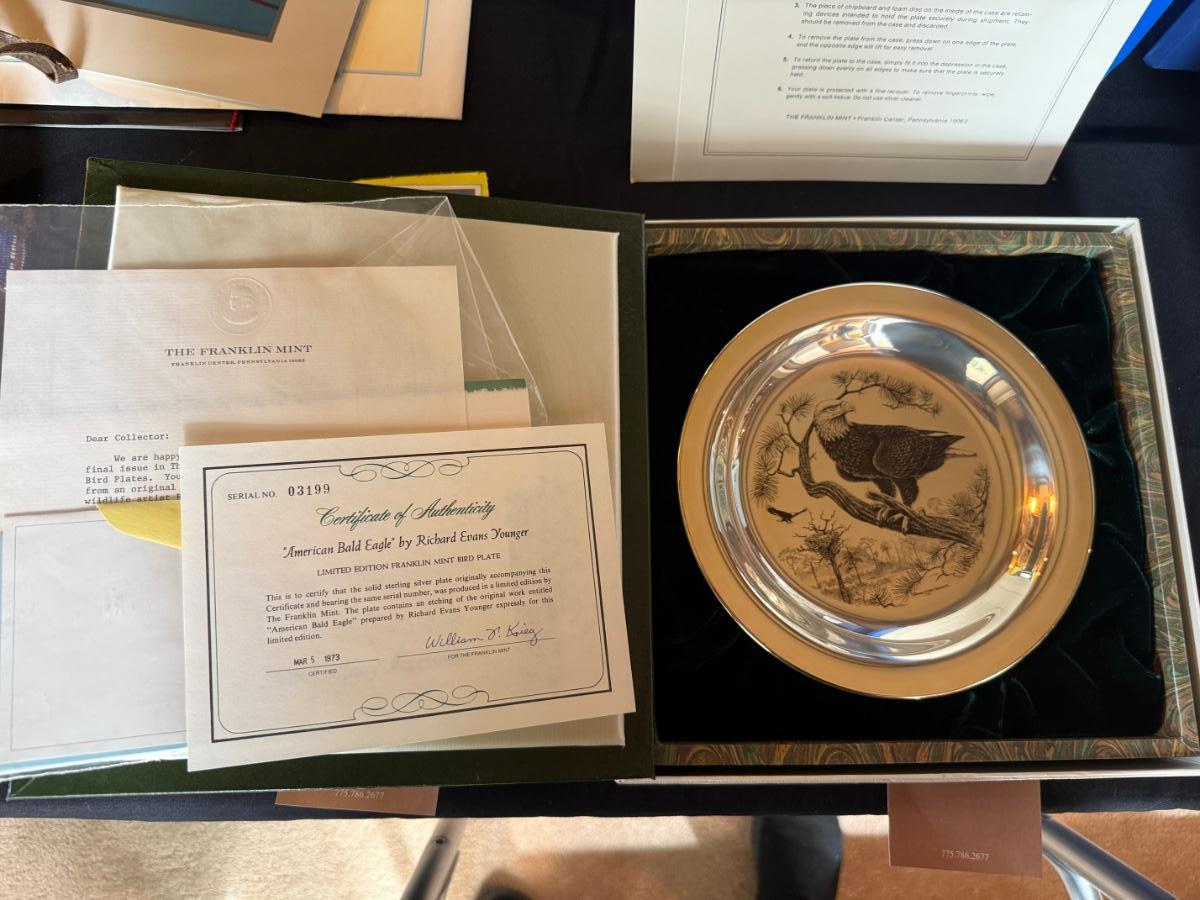 3. The piece of chipboard and foam disc on the inside of the case are retain-
ing devices intended to hold the plate securely during shipment. They
should be removed from the case and discarded.
4. To remove the plate from the case, press down on one edge of the plate,
and the opposite edge will lift for easy removal.
5. To return the plate to the case, simply fit it into the depression in the case,
pressing down evenly on all edges to make sure that the plate is securely
held.
6. Your plate is protected with a fine lacquer. To remove fingerprints, wipe
gently with a soft tissue. Do not use silver cleaner.
THE FRANKLIN MINT • Franklin Center, Pennsylvania 19063
THE FRANKLIN MINT
FRANKLIN CENTER, PENNSYLVANIA 19063
Dear Collector:
We are happy
final issue in Th
Bird Plates. You
from an original
wildlife artist
SERIAL NO. 03199
Certificate of Authenticity
"American Bald Eagle" by Richard Evans Younger
LIMITED EDITION FRANKLIN MINT BIRD PLATE
This is to certify that the solid sterling silver plate originally accompanying this
Certificate and bearing the same serial number, was produced in a limited edition by
The Franklin Mint. The plate contains an etching of the original work entitled
"American Bald Eagle" prepared by Richard Evans Younger expressly for this
limited edition.
MAR 5 1973
CERTIFIED
William T. Krieg
FOR THE FRANKLIN MINT
775.786.2677
775.786.2677